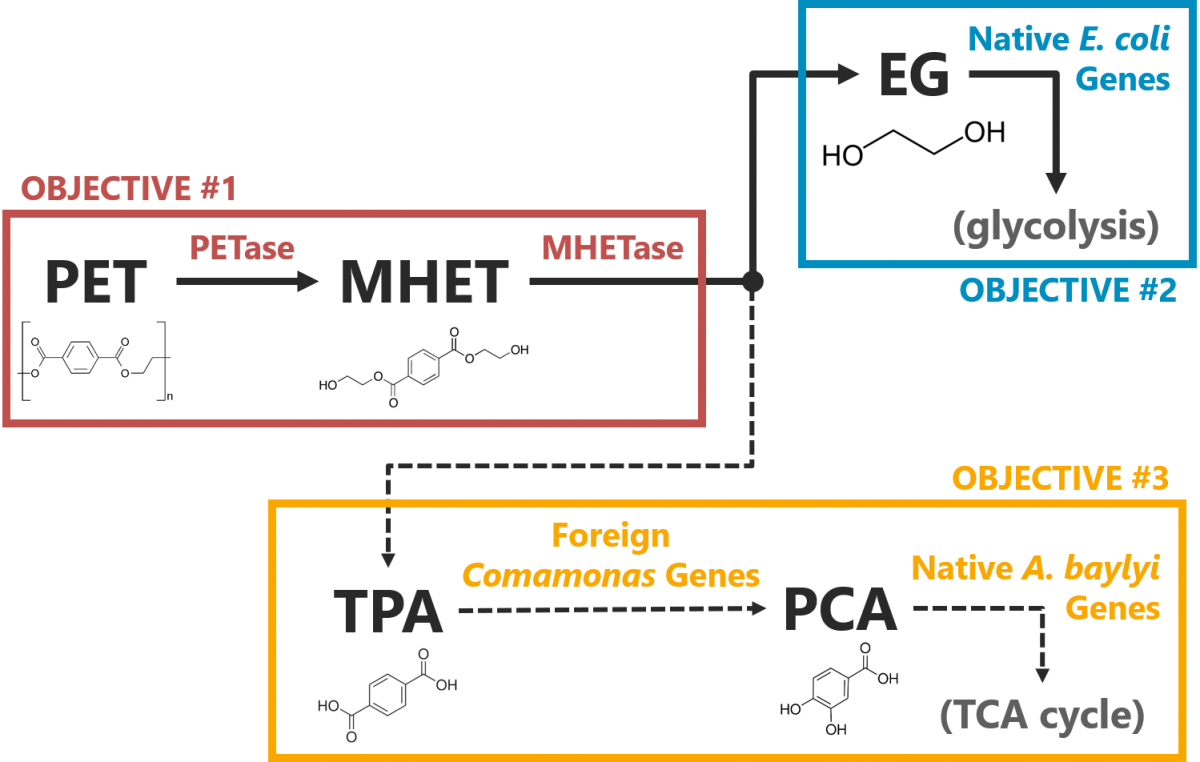 Native E. coli
Genes
EG
HO
OH
(glycolysis)
OBJECTIVE #2
OBJECTIVE #1
PETase
MHETase
PET
MHET
O
O
O
O
n
O
OH
O
HO
O
O
OBJECTIVE #3
Foreign
Comamonas Genes
Native A. baylyi
Genes
TPA
PCA
O
OH
HO
O
O
OH
HO
OH
(TCA cycle)